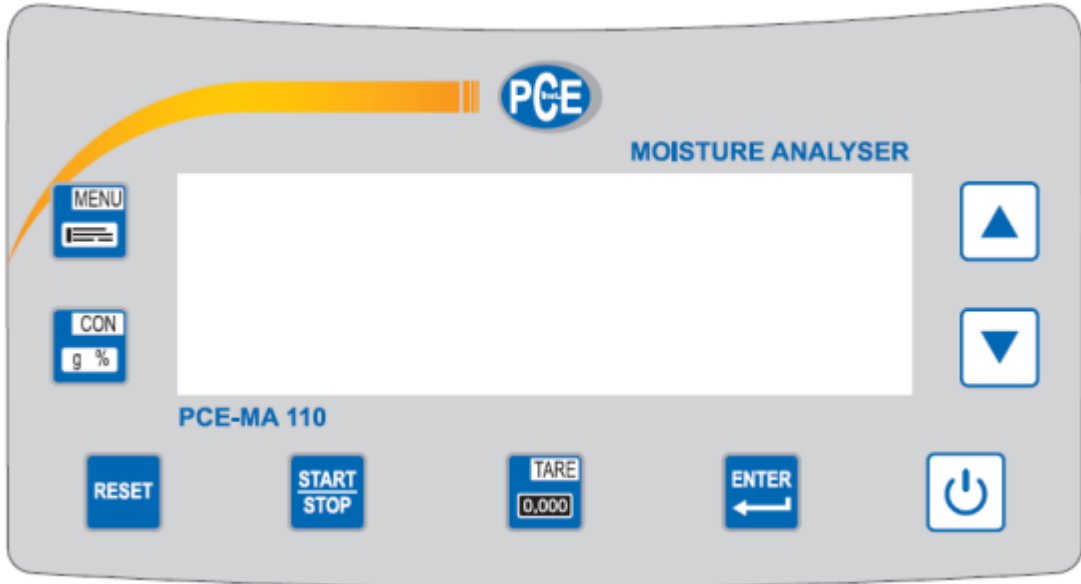 PCE
MOISTURE ANALYSER
MENU
CON
g %
PCE-MA 110
RESET
START
STOP
TARE
0,000
ENTER